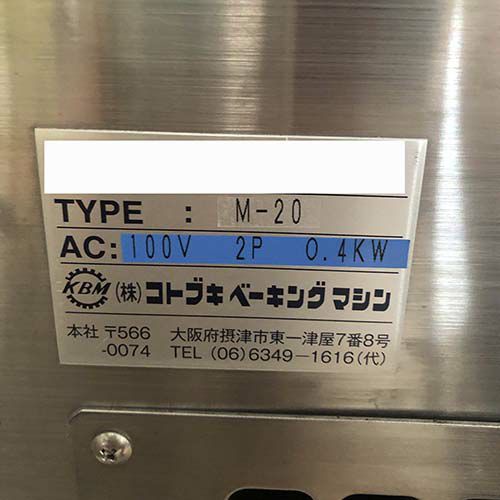 TYPE : M-20
AC: 100V 2P 0.4KW
KBM (株)コトブキベーキングマシン
本社 〒566 大阪府摂津市東一津屋7番8号
-0074 TEL (06)6349-1616(代)